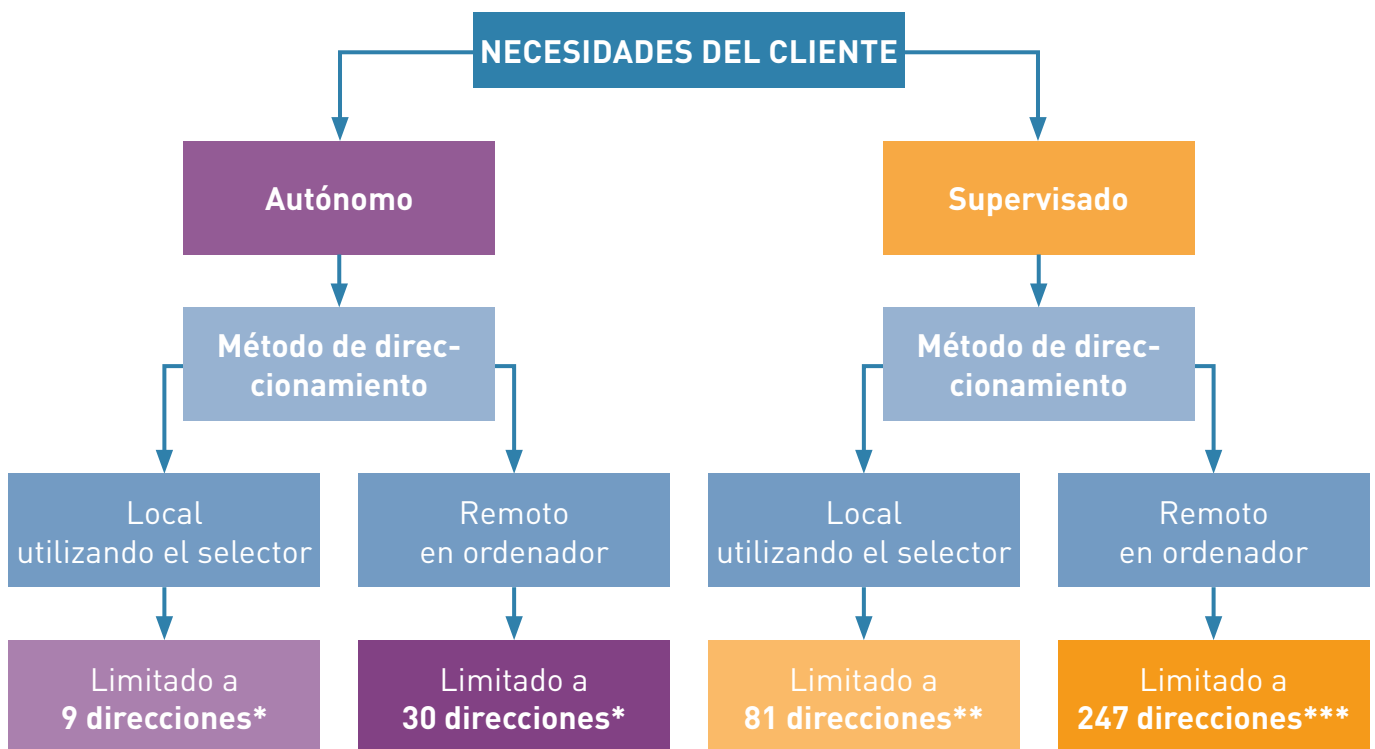 NECESIDADES DEL CLIENTE
Autónomo
Supervisado
Método de direc-
cionamiento
Método de direc-
cionamiento
Local
utilizando el selector
Remoto
en ordenador
Local
utilizando el selector
Remoto
en ordenador
Limitado a
9 direcciones*
Limitado a
30 direcciones*
Limitado a
81 direcciones**
Limitado a
247 direcciones***